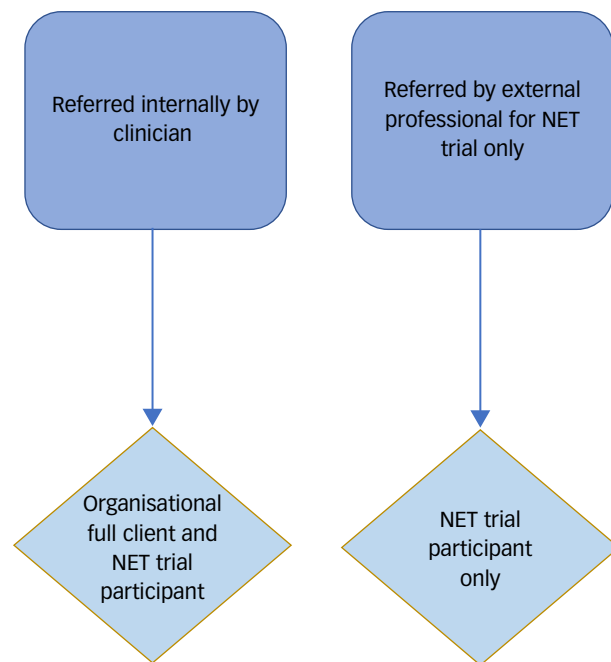 Referred internally by
clinician
Referred by external
professional for NET
trial only
Organisational
full client and
NET trial
participant
NET trial
participant
only